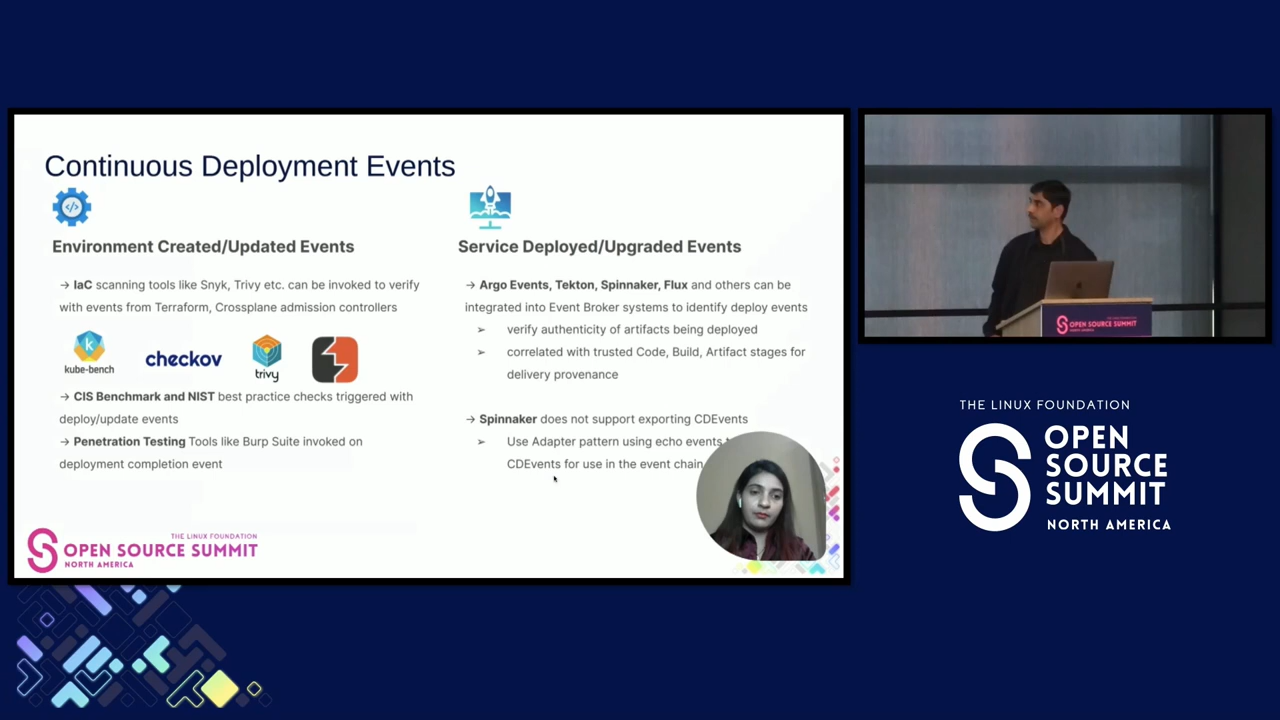 Continuous Deployment Events
Environment Created/Updated Events
→ IaC scanning tools like Snyk, Trivy etc. can be invoked to verify
with events from Terraform, Crossplane admission controllers
kube-bench
checkov
trivy
→ CIS Benchmark and NIST best practice checks triggered with
deploy/update events
→ Penetration Testing Tools like Burp Suite invoked on
deployment completion event
Service Deployed/Upgraded Events
→ Argo Events, Tekton, Spinnaker, Flux and others can be
integrated into Event Broker systems to identify deploy events
➢ verify authenticity of artifacts being deployed
➢ correlated with trusted Code, Build, Artifact stages for
delivery provenance
→ Spinnaker does not support exporting CDEvents
➢ Use Adapter pattern using echo events
CDEvents for use in the event chain
THE LINUX FOUNDATION
OPEN SOURCE SUMMIT
NORTH AMERICA
OPEN SOURCE SUMMIT
THE LINUX FOUNDATION
OPEN
SOURCE
SUMMIT
NORTH AMERICA